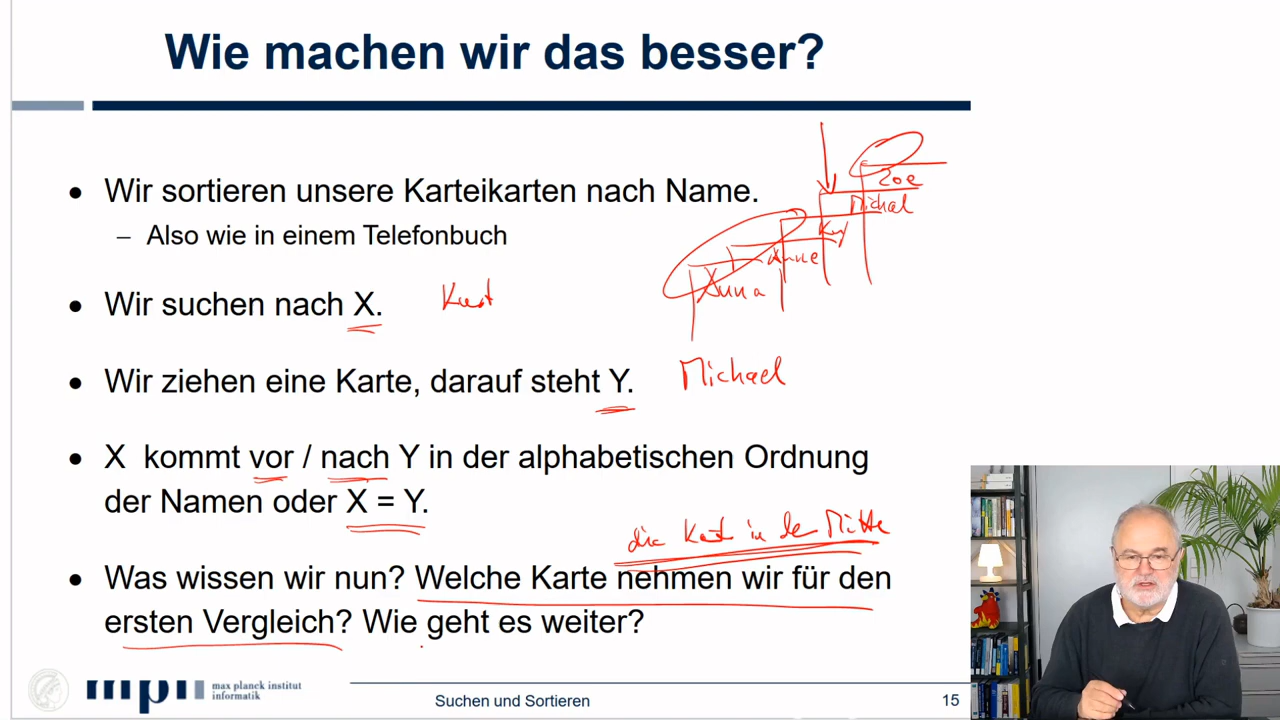 Wie machen wir das besser?
Zoe
• Wir sortieren unsere Karteikarten nach Name.
Michael
– Also wie in einem Telefonbuch
Anna
• Wir suchen nach X.
Kurt
• Wir ziehen eine Karte, darauf steht Y.
Michael
• X kommt vor / nach Y in der alphabetischen Ordnung
der Namen oder X = Y.
die Karte in der Mitte
• Was wissen wir nun? Welche Karte nehmen wir für den
ersten Vergleich? Wie geht es weiter?
mpi max planck institut
informatik
Suchen und Sortieren
15